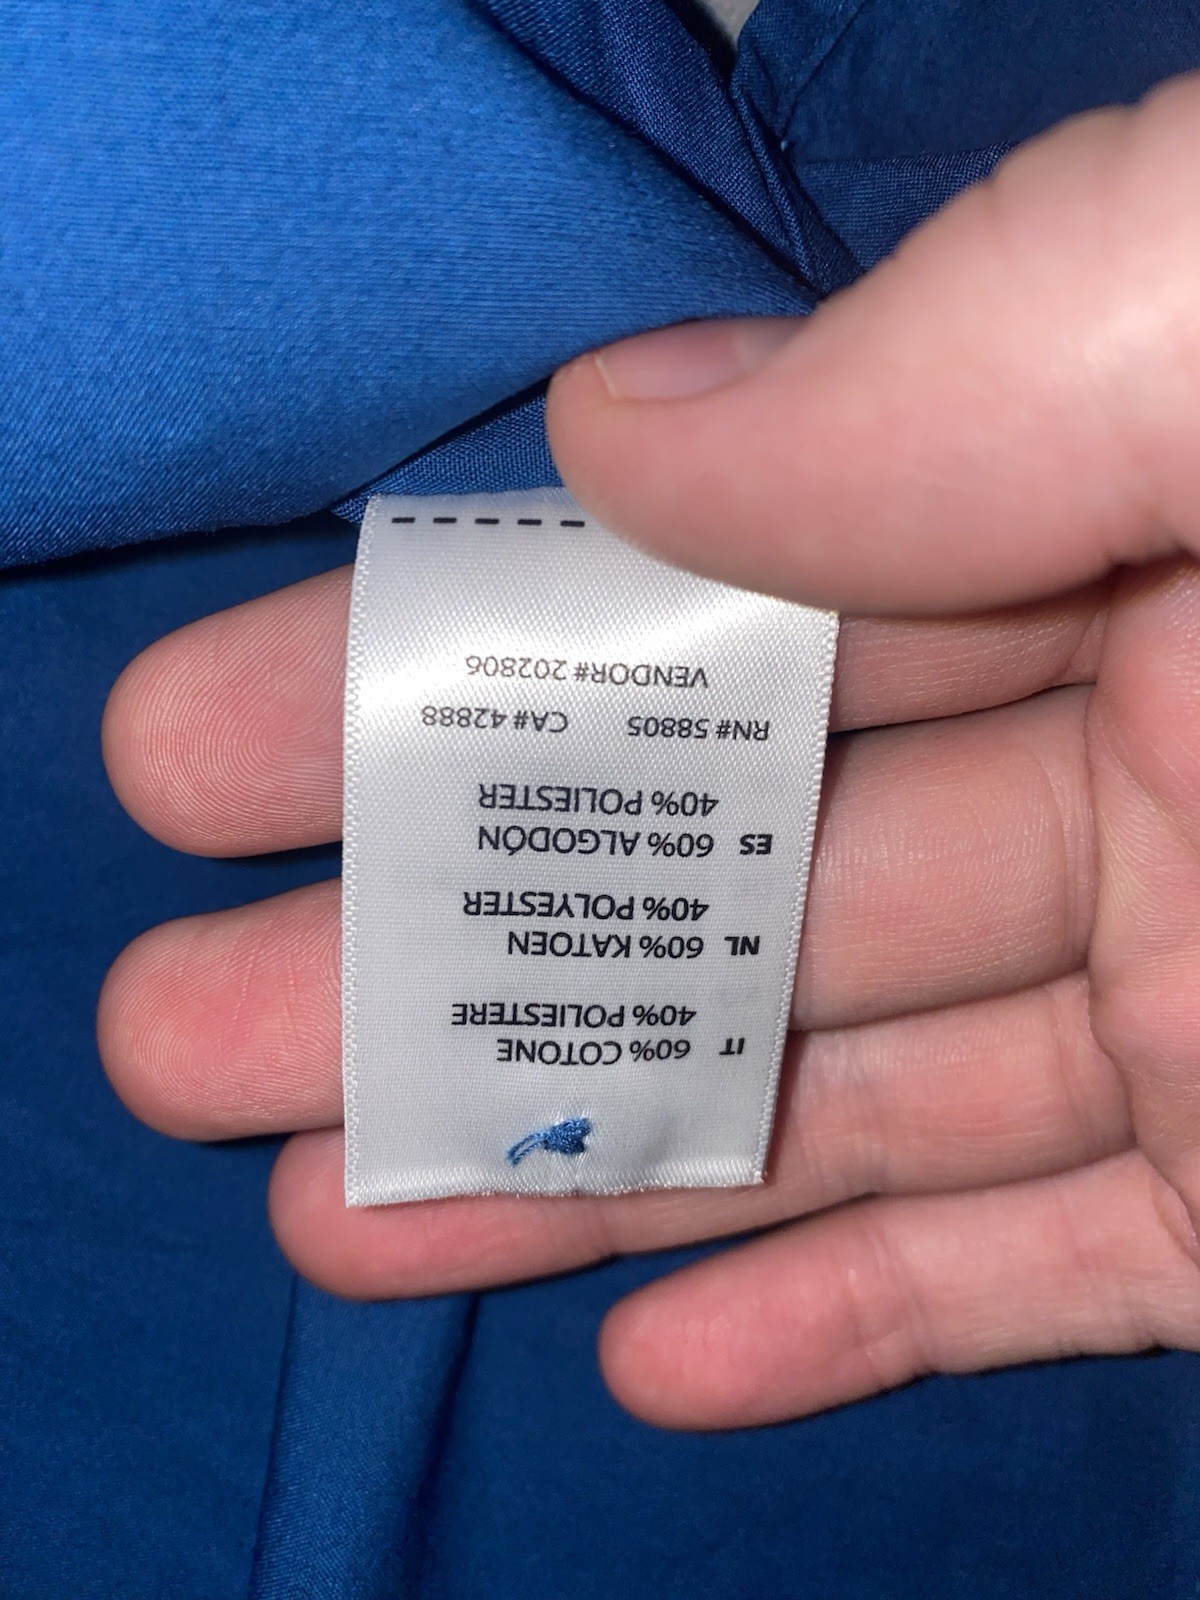 IT 60% COTONE
40% POLIESTERE
NL 60% KATOEN
40% POLYESTER
ES 60% ALGODÓN
40% POLIESTER
RN# 58805 CA# 42888
VENDOR# 202806